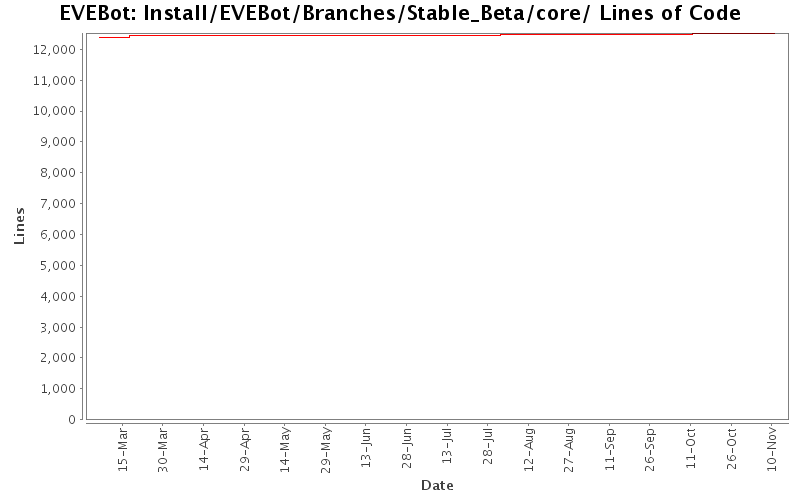 EVEBot: Install/EVEBot/Branches/Stable_Beta/core/ Lines of Code
Lines
12,000
11,000
10,000
9,000
8,000
7,000
6,000
5,000
4,000
3,000
2,000
1,000
0
15-Mar
30-Mar
14-Apr
29-Apr
14-May
29-May
13-Jun
28-Jun
13-Jul
28-Jul
12-Aug
27-Aug
11-Sep
26-Sep
11-Oct
26-Oct
10-Nov
Date